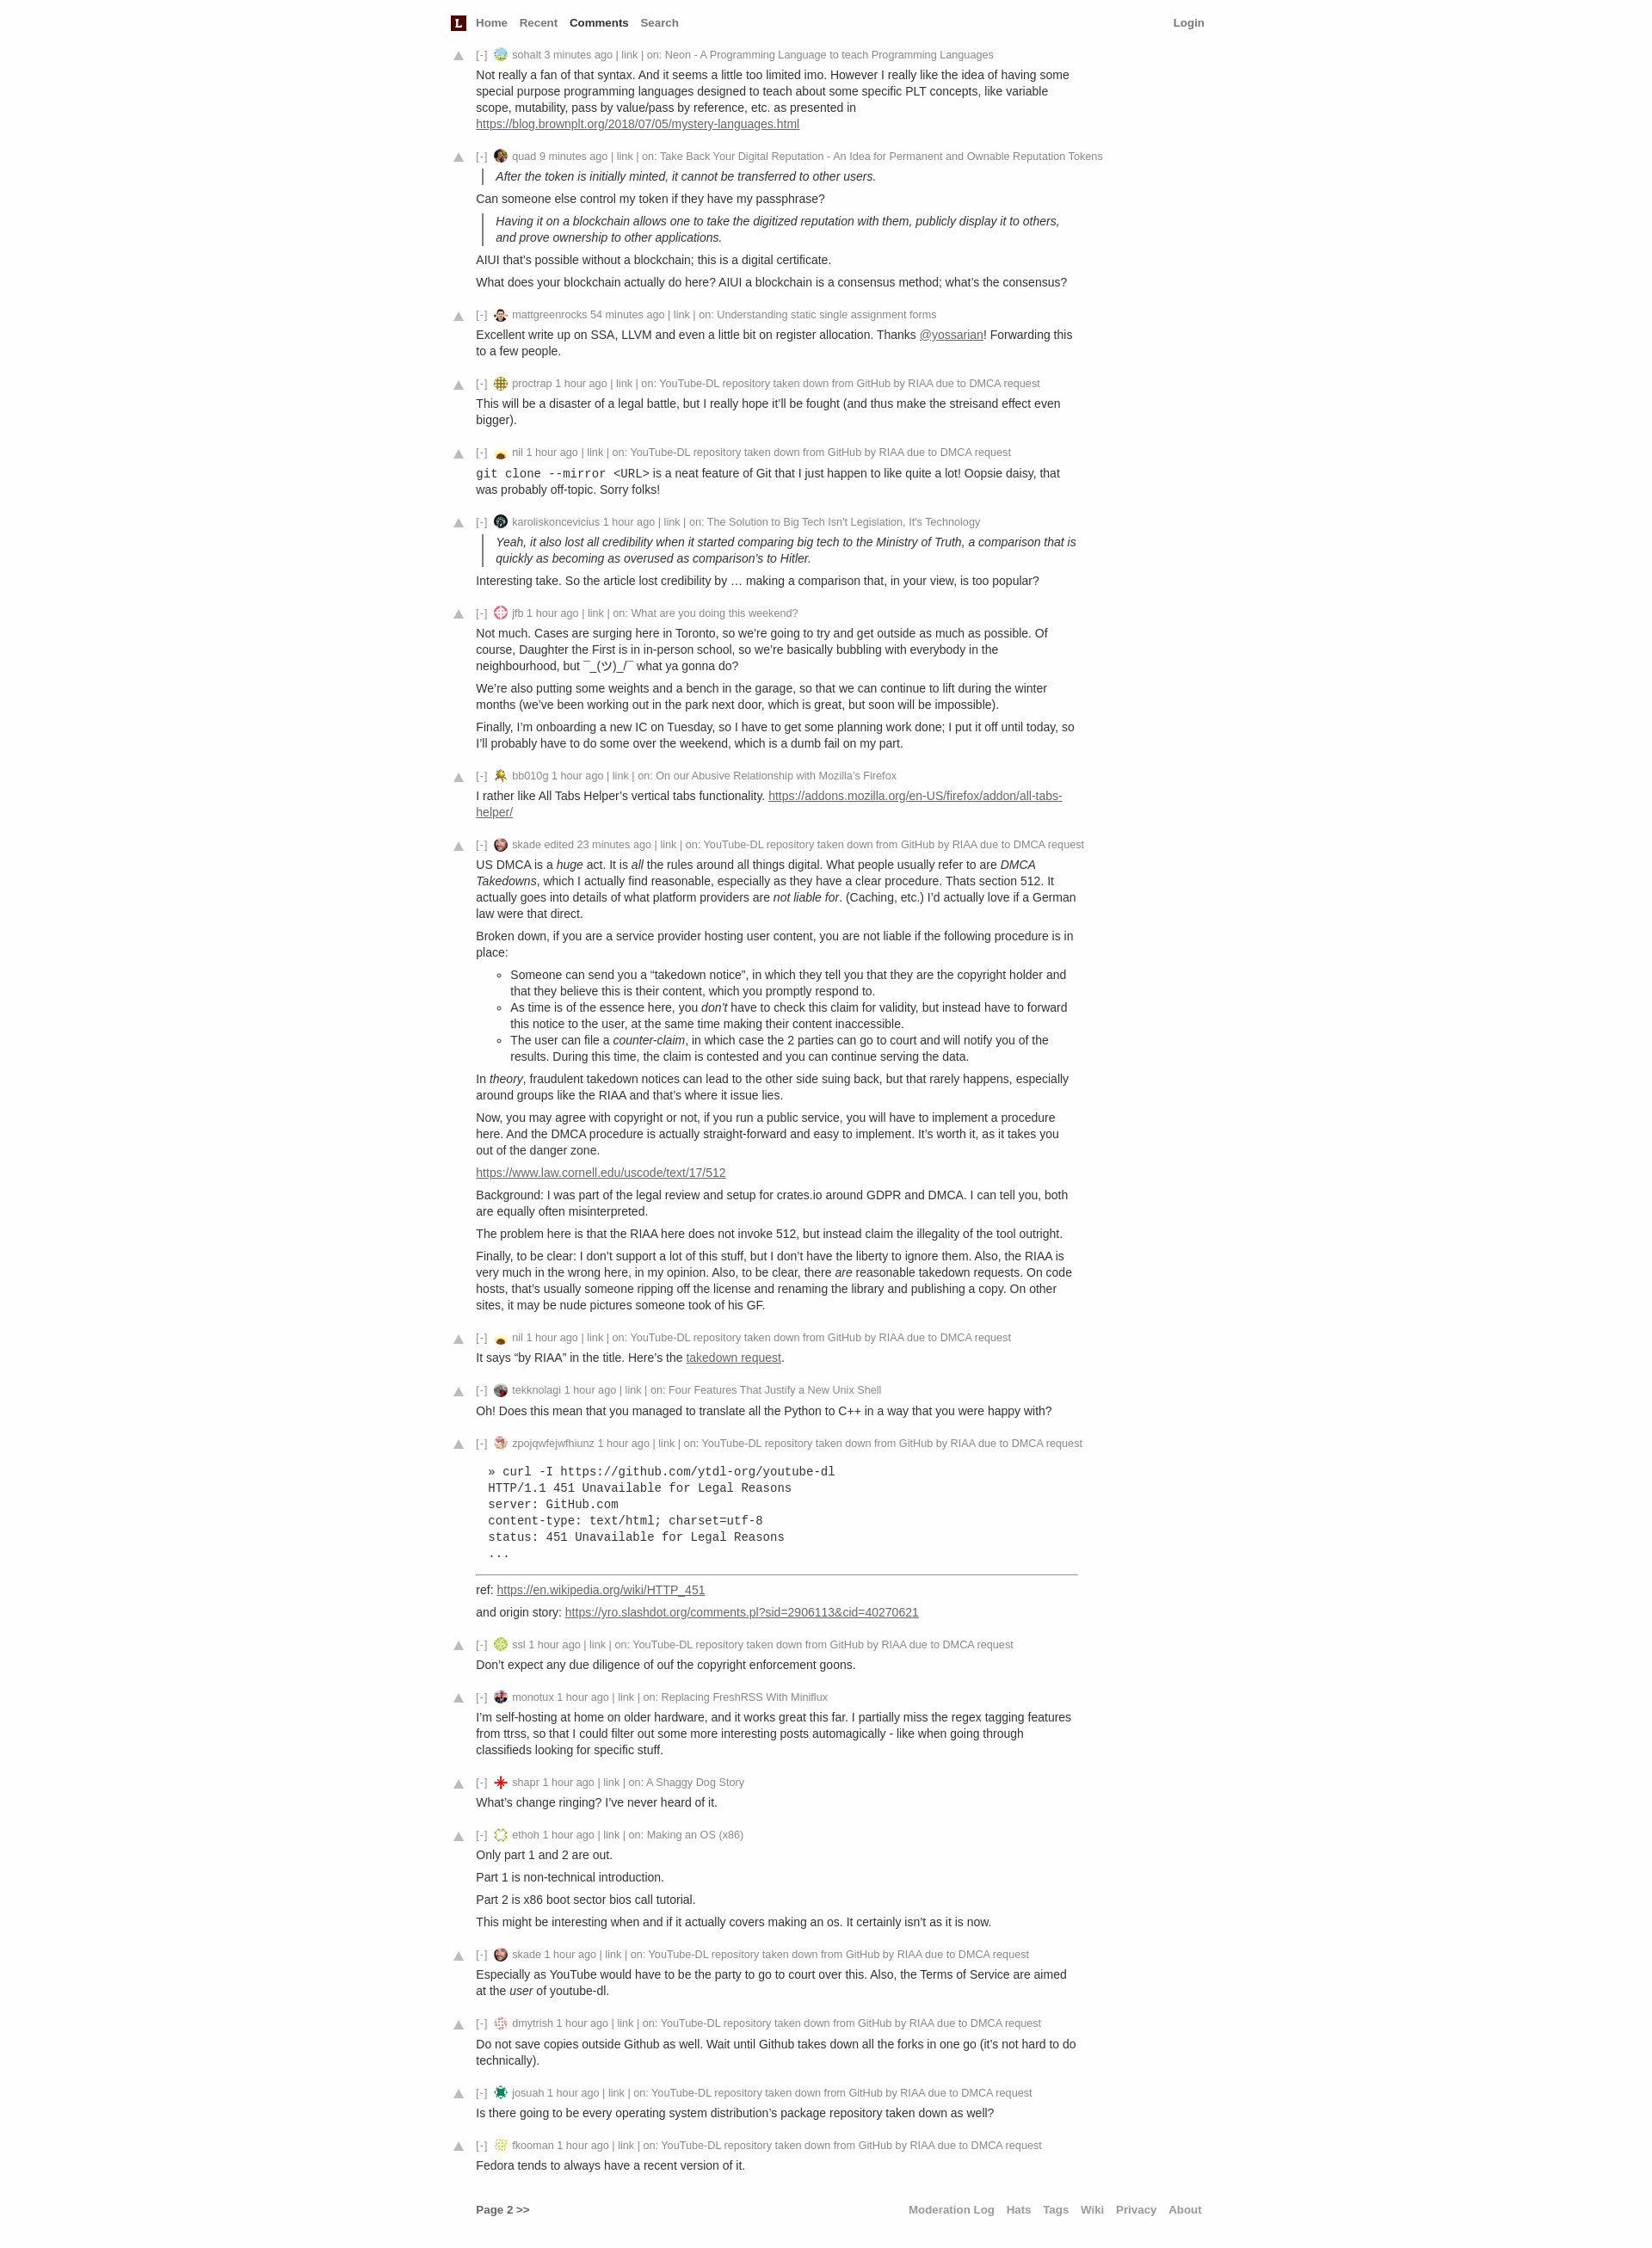 L Home Recent Comments Search Login
[-] sohalt 3 minutes ago | link | on: Neon - A Programming Language to teach Programming Languages
Not really a fan of that syntax. And it seems a little too limited imo. However I really like the idea of having some
special purpose programming languages designed to teach about some specific PLT concepts, like variable
scope, mutability, pass by value/pass by reference, etc. as presented in
https://blog.brownplt.org/2018/07/05/mystery-languages.html
[-] quad 9 minutes ago | link | on: Take Back Your Digital Reputation - An Idea for Permanent and Ownable Reputation Tokens
After the token is initially minted, it cannot be transferred to other users.
Can someone else control my token if they have my passphrase?
Having it on a blockchain allows one to take the digitized reputation with them, publicly display it to others,
and prove ownership to other applications.
AIUI that’s possible without a blockchain; this is a digital certificate.
What does your blockchain actually do here? AIUI a blockchain is a consensus method; what’s the consensus?
[-] mattgreenrocks 54 minutes ago | link | on: Understanding static single assignment forms
Excellent write up on SSA, LLVM and even a little bit on register allocation. Thanks @yossarian! Forwarding this
to a few people.
[-] proctrap 1 hour ago | link | on: YouTube-DL repository taken down from GitHub by RIAA due to DMCA request
This will be a disaster of a legal battle, but I really hope it’ll be fought (and thus make the streisand effect even
bigger).
[-] nil 1 hour ago | link | on: YouTube-DL repository taken down from GitHub by RIAA due to DMCA request
git clone --mirror <URL> is a neat feature of Git that I just happen to like quite a lot! Oopsie daisy, that
was probably off-topic. Sorry folks!
[-] karoliskoncevicius 1 hour ago | link | on: The Solution to Big Tech Isn't Legislation, It's Technology
Yeah, it also lost all credibility when it started comparing big tech to the Ministry of Truth, a comparison that is
quickly as becoming as overused as comparison’s to Hitler.
Interesting take. So the article lost credibility by … making a comparison that, in your view, is too popular?
[-] jfb 1 hour ago | link | on: What are you doing this weekend?
Not much. Cases are surging here in Toronto, so we’re going to try and get outside as much as possible. Of
course, Daughter the First is in in-person school, so we’re basically bubbling with everybody in the
neighbourhood, but ¯_(ツ)_/¯ what ya gonna do?
We’re also putting some weights and a bench in the garage, so that we can continue to lift during the winter
months (we’ve been working out in the park next door, which is great, but soon will be impossible).
Finally, I’m onboarding a new IC on Tuesday, so I have to get some planning work done; I put it off until today, so
I’ll probably have to do some over the weekend, which is a dumb fail on my part.
[-] bb010g 1 hour ago | link | on: On our Abusive Relationship with Mozilla’s Firefox
I rather like All Tabs Helper’s vertical tabs functionality. https://addons.mozilla.org/en-US/firefox/addon/all-tabs-
helper/
[-] skade edited 23 minutes ago | link | on: YouTube-DL repository taken down from GitHub by RIAA due to DMCA request
US DMCA is a huge act. It is all the rules around all things digital. What people usually refer to are DMCA
Takedowns, which I actually find reasonable, especially as they have a clear procedure. Thats section 512. It
actually goes into details of what platform providers are not liable for. (Caching, etc.) I’d actually love if a German
law were that direct.
Broken down, if you are a service provider hosting user content, you are not liable if the following procedure is in
place:
Someone can send you a “takedown notice”, in which they tell you that they are the copyright holder and
that they believe this is their content, which you promptly respond to.
As time is of the essence here, you don’t have to check this claim for validity, but instead have to forward
this notice to the user, at the same time making their content inaccessible.
The user can file a counter-claim, in which case the 2 parties can go to court and will notify you of the
results. During this time, the claim is contested and you can continue serving the data.
In theory, fraudulent takedown notices can lead to the other side suing back, but that rarely happens, especially
around groups like the RIAA and that’s where it issue lies.
Now, you may agree with copyright or not, if you run a public service, you will have to implement a procedure
here. And the DMCA procedure is actually straight-forward and easy to implement. It’s worth it, as it takes you
out of the danger zone.
https://www.law.cornell.edu/uscode/text/17/512
Background: I was part of the legal review and setup for crates.io around GDPR and DMCA. I can tell you, both
are equally often misinterpreted.
The problem here is that the RIAA here does not invoke 512, but instead claim the illegality of the tool outright.
Finally, to be clear: I don’t support a lot of this stuff, but I don’t have the liberty to ignore them. Also, the RIAA is
very much in the wrong here, in my opinion. Also, to be clear, there are reasonable takedown requests. On code
hosts, that’s usually someone ripping off the license and renaming the library and publishing a copy. On other
sites, it may be nude pictures someone took of his GF.
[-] nil 1 hour ago | link | on: YouTube-DL repository taken down from GitHub by RIAA due to DMCA request
It says “by RIAA” in the title. Here’s the takedown request.
[-] tekknolagi 1 hour ago | link | on: Four Features That Justify a New Unix Shell
Oh! Does this mean that you managed to translate all the Python to C++ in a way that you were happy with?
[-] zpojqwfejwfhiunz 1 hour ago | link | on: YouTube-DL repository taken down from GitHub by RIAA due to DMCA request
» curl -I https://github.com/ytdl-org/youtube-dl
HTTP/1.1 451 Unavailable for Legal Reasons
server: GitHub.com
content-type: text/html; charset=utf-8
status: 451 Unavailable for Legal Reasons
...
ref: https://en.wikipedia.org/wiki/HTTP_451
and origin story: https://yro.slashdot.org/comments.pl?sid=2906113&cid=40270621
[-] ssl 1 hour ago | link | on: YouTube-DL repository taken down from GitHub by RIAA due to DMCA request
Don’t expect any due diligence of ouf the copyright enforcement goons.
[-] monotux 1 hour ago | link | on: Replacing FreshRSS With Miniflux
I’m self-hosting at home on older hardware, and it works great this far. I partially miss the regex tagging features
from ttrss, so that I could filter out some more interesting posts automagically - like when going through
classifieds looking for specific stuff.
[-] shapr 1 hour ago | link | on: A Shaggy Dog Story
What’s change ringing? I’ve never heard of it.
[-] ethoh 1 hour ago | link | on: Making an OS (x86)
Only part 1 and 2 are out.
Part 1 is non-technical introduction.
Part 2 is x86 boot sector bios call tutorial.
This might be interesting when and if it actually covers making an os. It certainly isn’t as it is now.
[-] skade 1 hour ago | link | on: YouTube-DL repository taken down from GitHub by RIAA due to DMCA request
Especially as YouTube would have to be the party to go to court over this. Also, the Terms of Service are aimed
at the user of youtube-dl.
[-] dmytrish 1 hour ago | link | on: YouTube-DL repository taken down from GitHub by RIAA due to DMCA request
Do not save copies outside Github as well. Wait until Github takes down all the forks in one go (it’s not hard to do
technically).
[-] josuah 1 hour ago | link | on: YouTube-DL repository taken down from GitHub by RIAA due to DMCA request
Is there going to be every operating system distribution’s package repository taken down as well?
[-] fkooman 1 hour ago | link | on: YouTube-DL repository taken down from GitHub by RIAA due to DMCA request
Fedora tends to always have a recent version of it.
Page 2 >> Moderation Log Hats Tags Wiki Privacy About